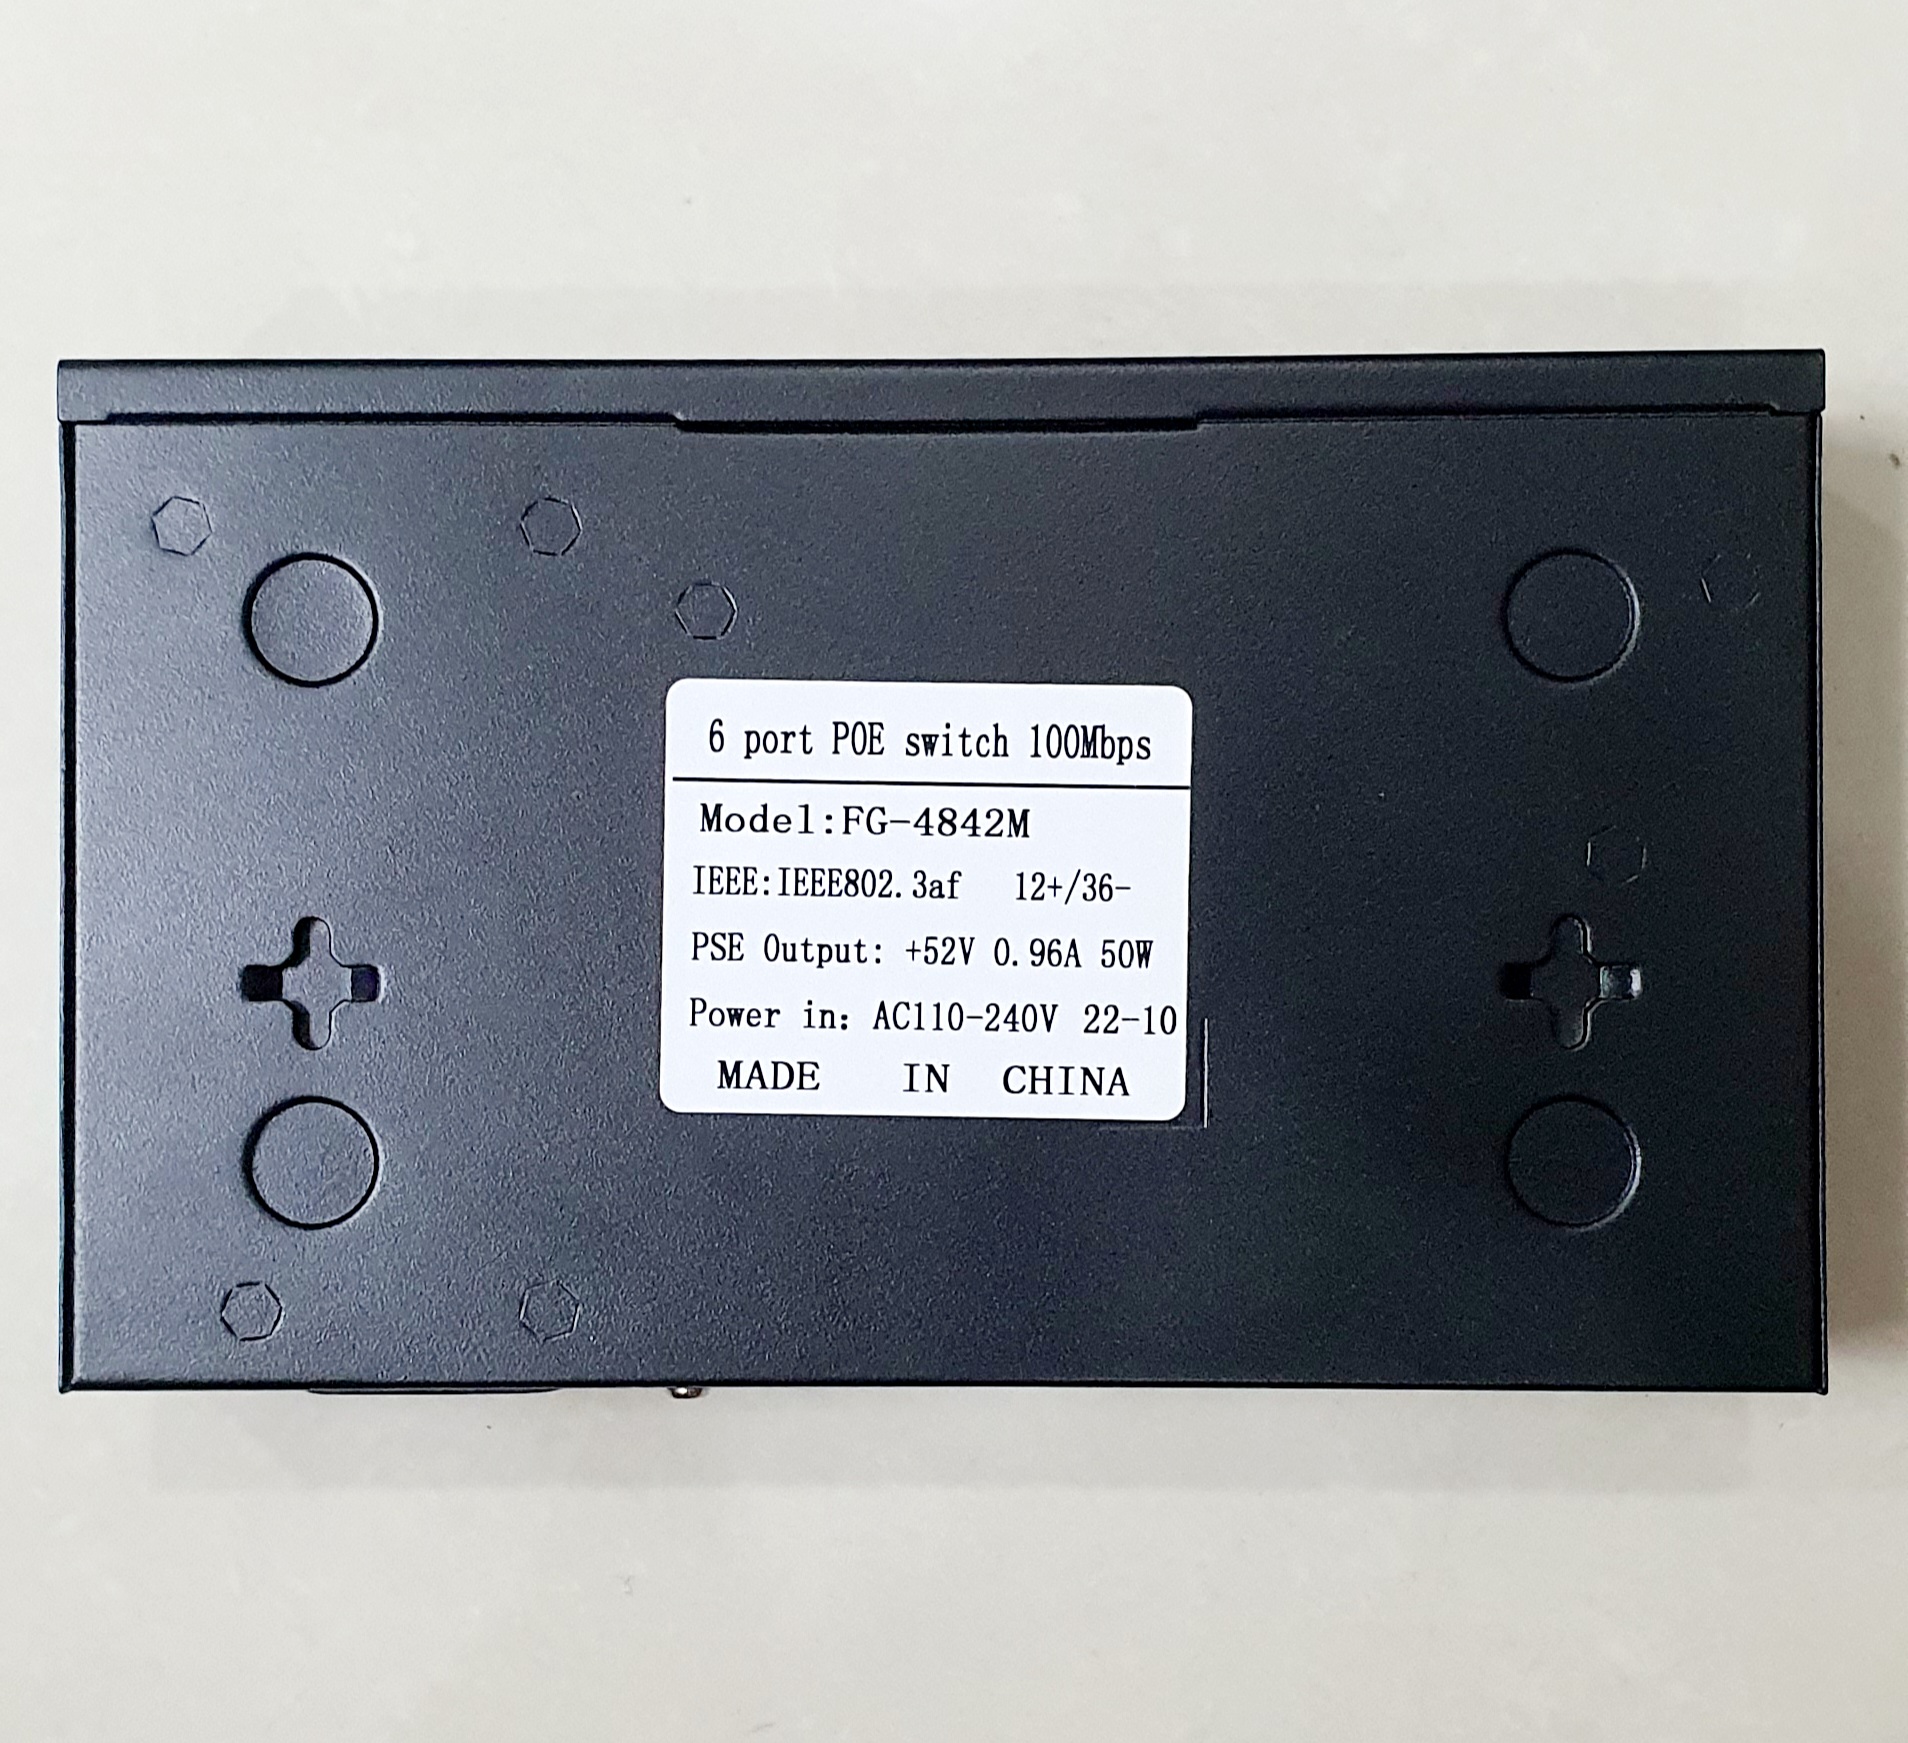 6 port POE switch 100Mbps
Model:FG-4842M
IEEE:IEEE802.3af 12+/36-
PSE Output: +52V 0.96A 50W
Power in: AC110-240V 22-10
MADE IN CHINA